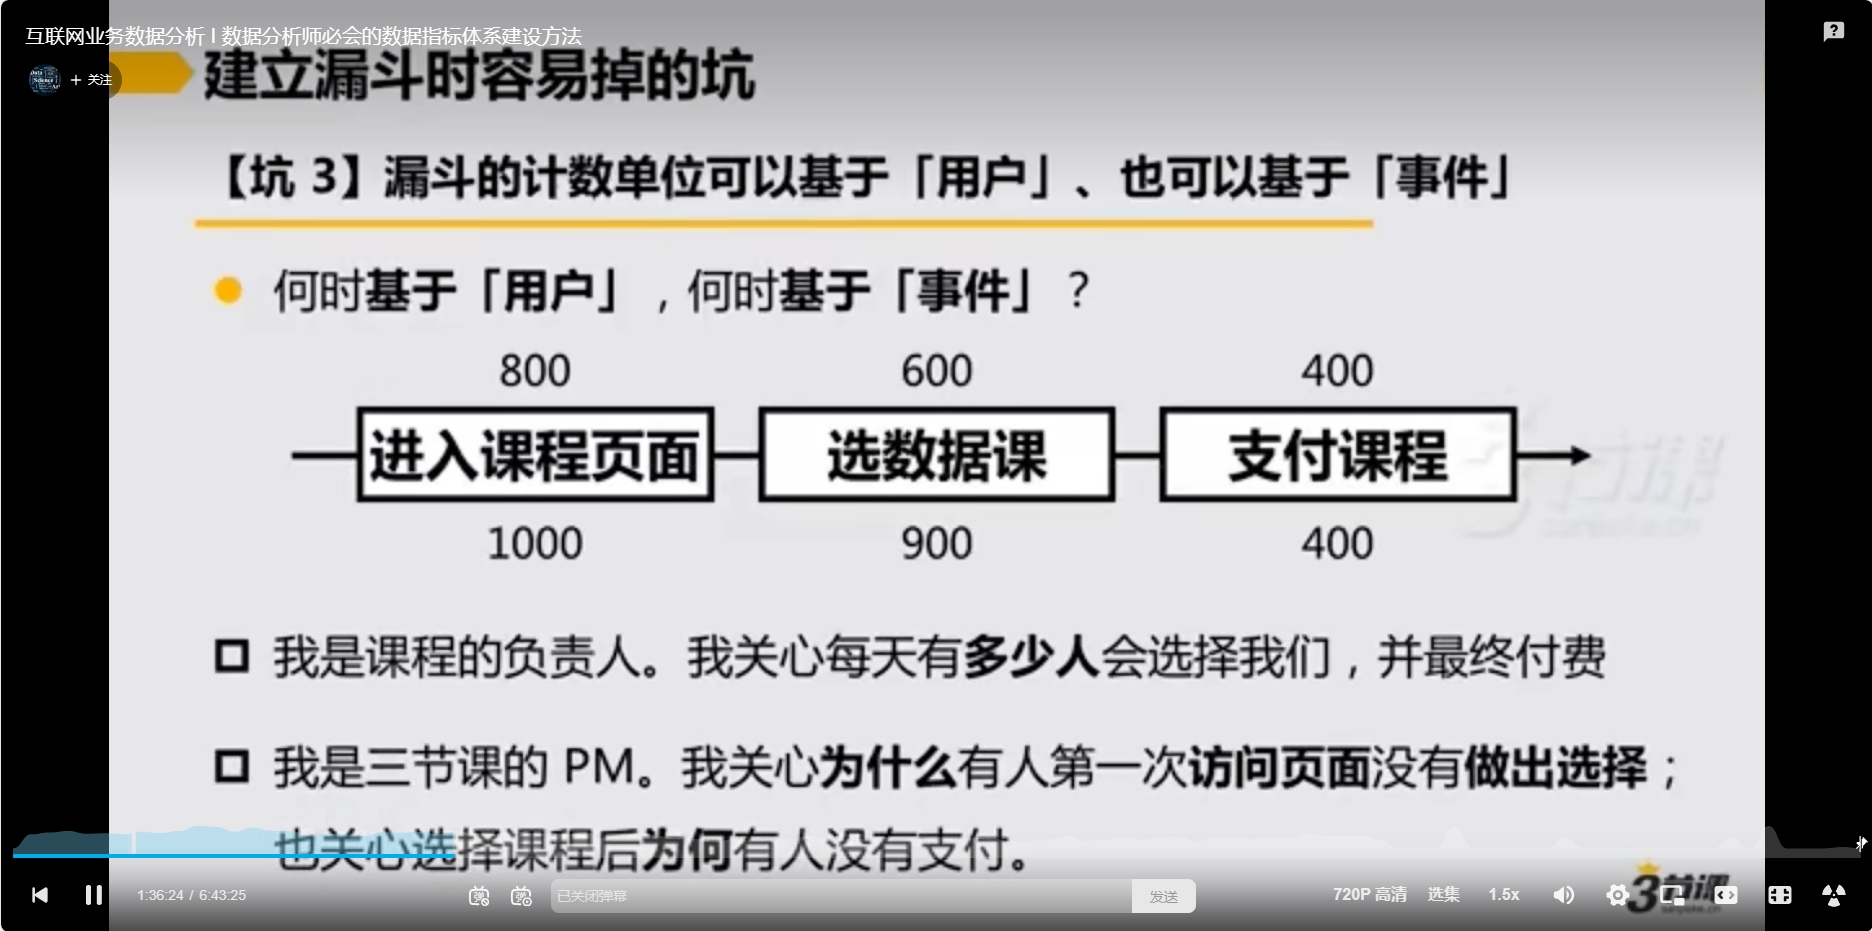 互联网业务数据分析 I 数据分析师必会的数据指标体系建设方法
+ 关注
建立漏斗时容易掉的坑
【坑 3】漏斗的计数单位可以基于「用户」、也可以基于「事件」
何时基于「用户」，何时基于「事件」？
800 600 400
进入课程页面 选数据课 支付课程
1000 900 400
我是课程的负责人。我关心每天有多少人会选择我们，并最终付费
我是三节课的 PM。我关心为什么有人第一次访问页面没有做出选择；
也关心选择课程后为何有人没有支付。
1:36:24 / 6:43:25
已关闭弹幕
发送
720P 高清
选集
1.5x
3节课